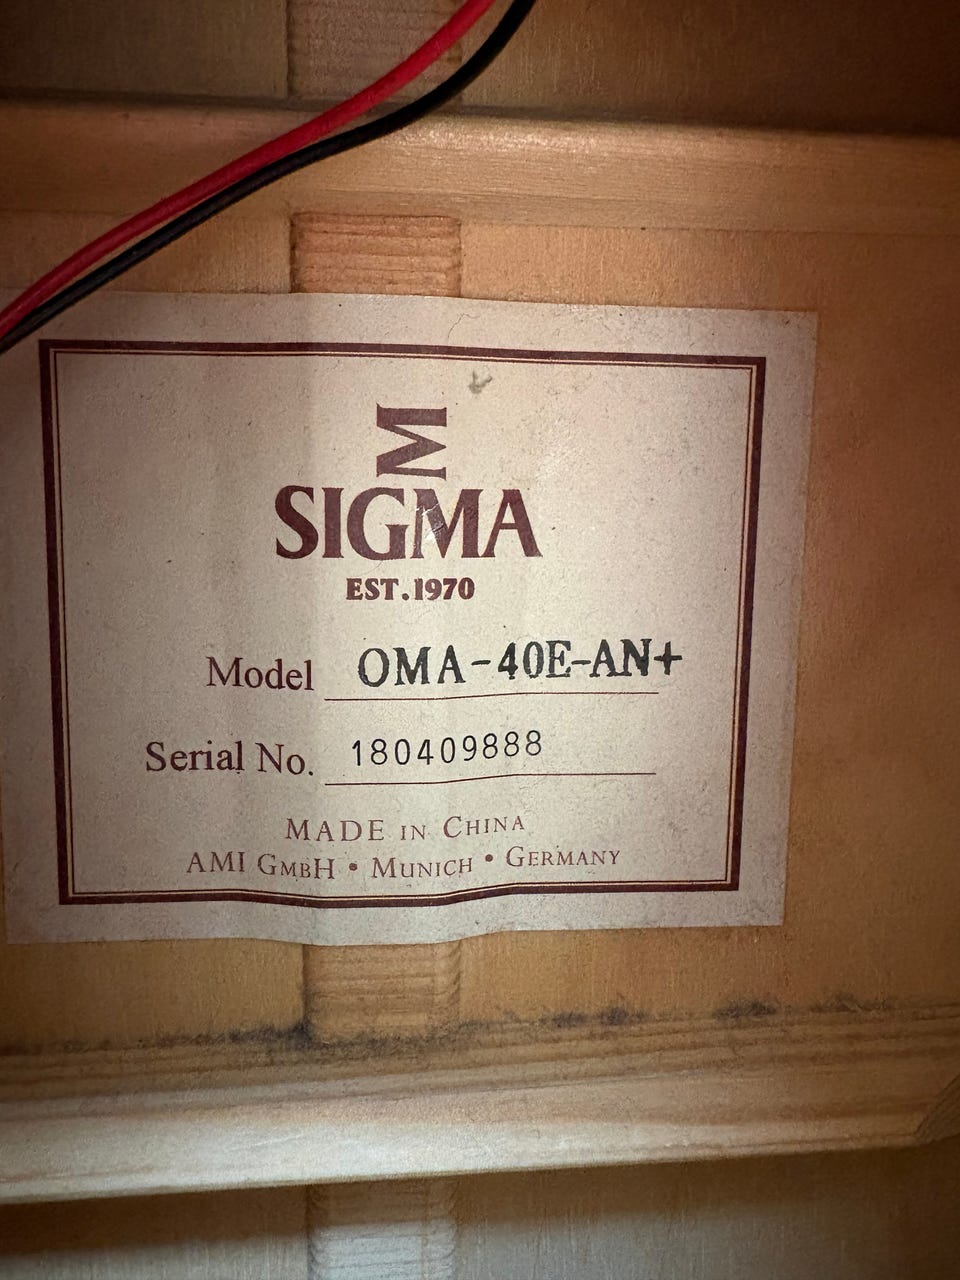 Σ
SIGMA
EST.1970
Model OMA-40E-AN+
Serial No. 180409888
MADE IN CHINA
AMI GMBH • MUNICH • GERMANY